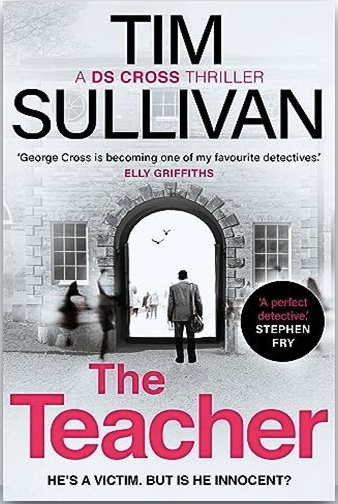 TIM
A DS CROSS THRILLER
SULLIVAN
‘George Cross is becoming one of my favourite detectives.’
ELLY GRIFFITHS
‘A perfect
detective.’
STEPHEN
FRY
The
Teacher
HE'S A VICTIM. BUT IS HE INNOCENT?